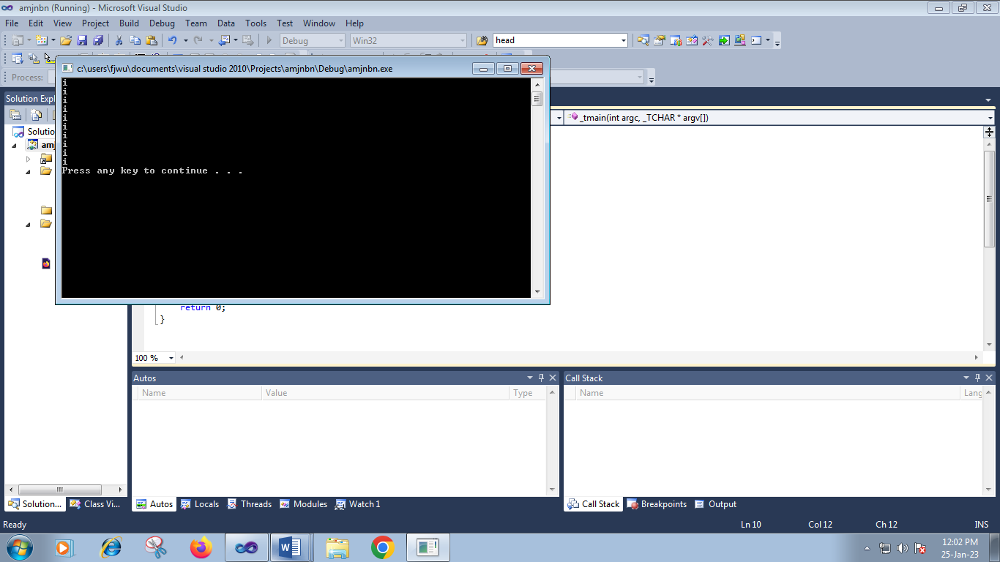 amjnbn (Running) - Microsoft Visual Studio
File Edit View Project Build Debug Team Data Tools Test Window Help
Debug Win32 head
Process:
c:\users\fjwu\documents\visual studio 2010\Projects\amjnbn\Debug\amjnbn.exe
i
i
i
i
i
i
i
i
i
i
Press any key to continue . . .
Solution Expl
_tmain(int argc, _TCHAR * argv[])
Solutio
amj
return 0;
}
100 %
Autos
Name Value Type
Call Stack
Name Lang
Solution... Class Vi...
Autos Locals Threads Modules Watch 1
Call Stack Breakpoints Output
Ready Ln 10 Col 12 Ch 12 INS
12:02 PM
25-Jan-23